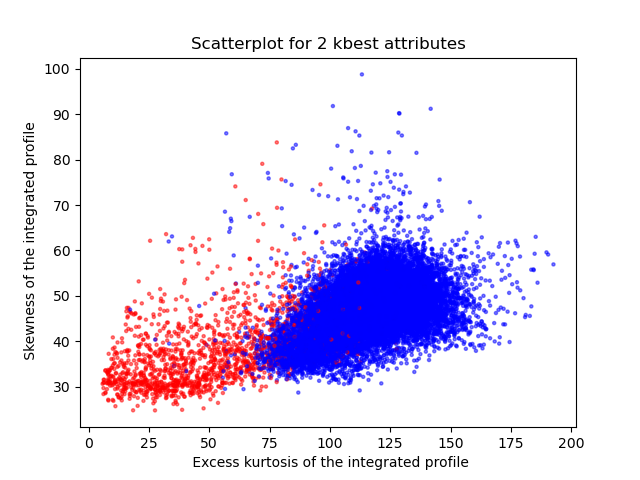 Scatterplot for 2 kbest attributes
100
90
80
70
60
50
40
30
Skewness of the integrated profile
0 25 50 75 100 125 150 175 200
Excess kurtosis of the integrated profile